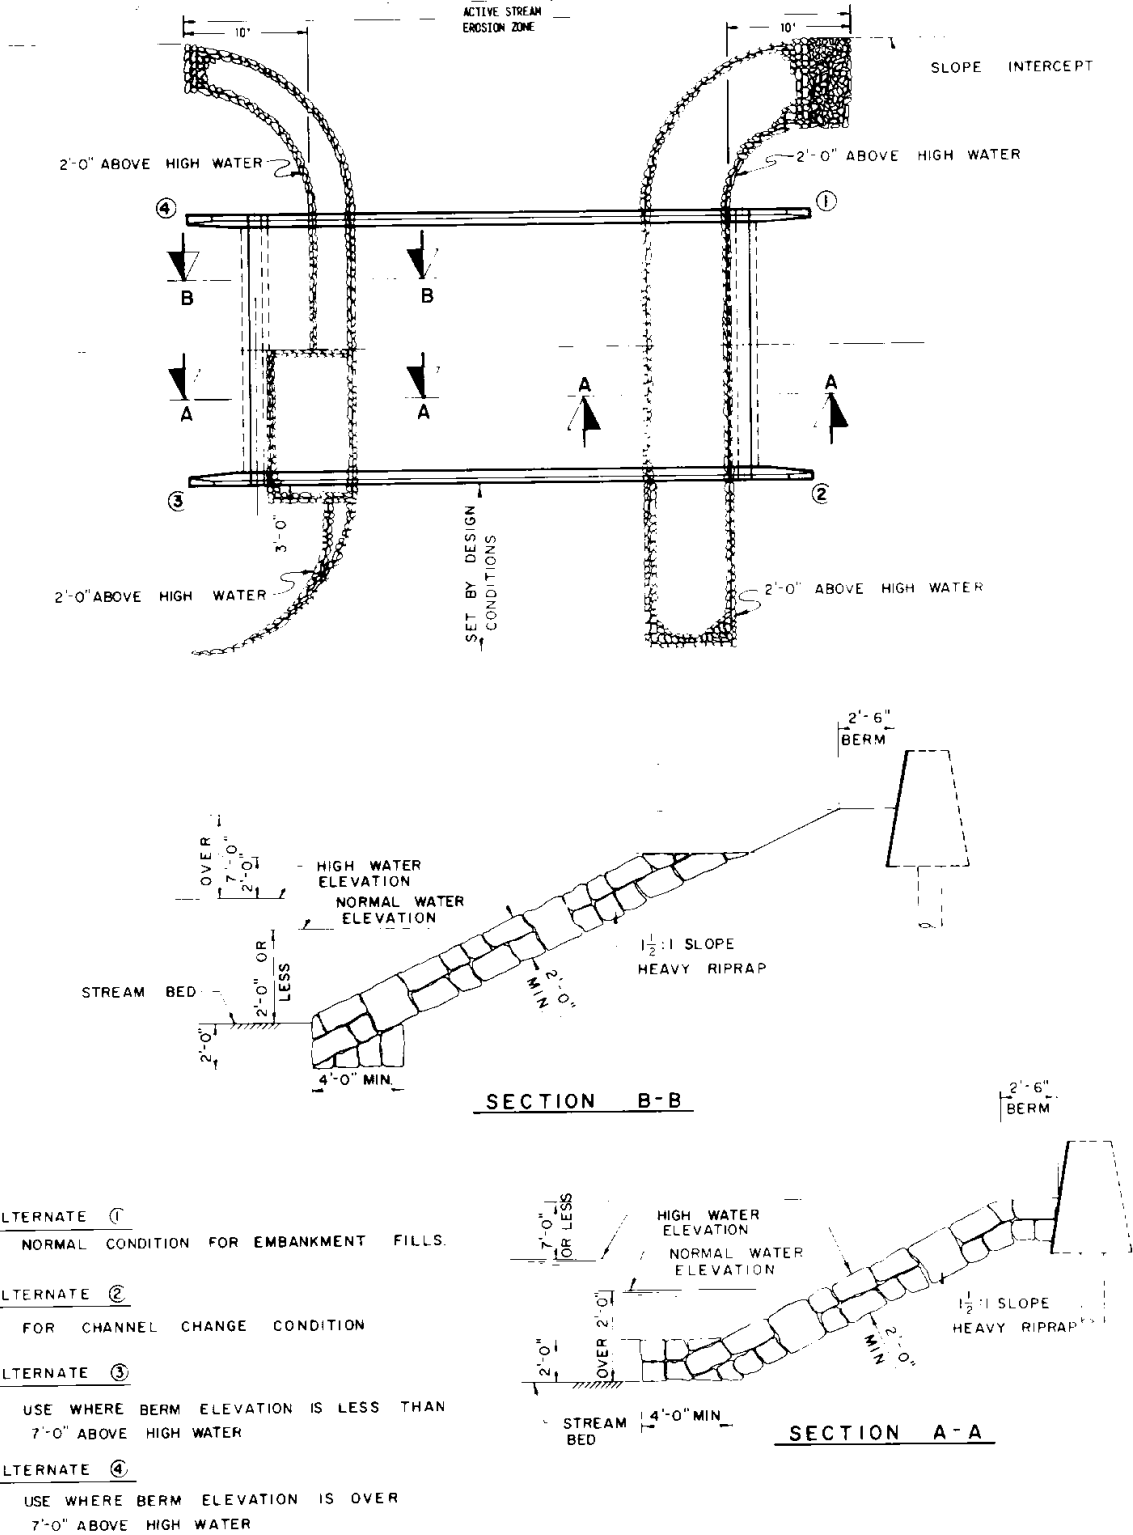 ACTIVE STREAM
EROSION ZONE
10'
10'
SLOPE INTERCEPT
2'-0" ABOVE HIGH WATER
2'-0" ABOVE HIGH WATER
④
①
B
B
A
A
A
A
③
②
3'-0"
SET BY DESIGN
CONDITIONS
2'-0" ABOVE HIGH WATER
2'-0" ABOVE HIGH WATER
2'-6"
BERM
OVER
7'-0"
2'-0"
HIGH WATER
ELEVATION
NORMAL WATER
ELEVATION
2'-0" OR
LESS
STREAM BED
2'-0"
1½:1 SLOPE
HEAVY RIPRAP
2'-0"
MIN.
4'-0" MIN.
SECTION B-B
2'-6"
BERM
7'-0"
OR LESS
HIGH WATER
ELEVATION
NORMAL WATER
ELEVATION
2'-0"
OVER 2'-0"
1½:1 SLOPE
HEAVY RIPRAP
2'-0"
MIN.
STREAM
BED
4'-0" MIN
SECTION A-A
LTERNATE ①
NORMAL CONDITION FOR EMBANKMENT FILLS.
LTERNATE ②
FOR CHANNEL CHANGE CONDITION
LTERNATE ③
USE WHERE BERM ELEVATION IS LESS THAN
7'-0" ABOVE HIGH WATER
LTERNATE ④
USE WHERE BERM ELEVATION IS OVER
7'-0" ABOVE HIGH WATER